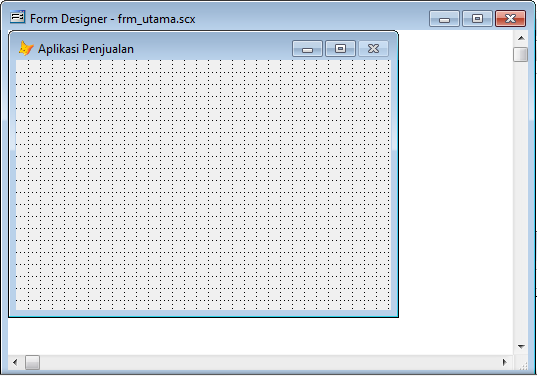 Form Designer - frm_utama.scx
Aplikasi Penjualan